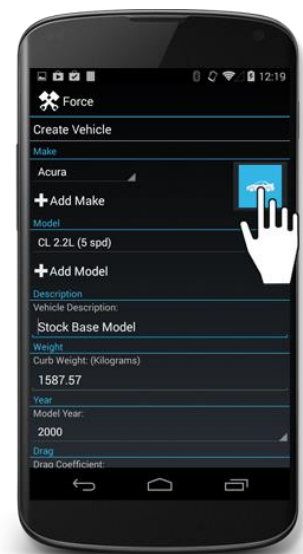 12:19
Force
Create Vehicle
Make
Acura
+Add Make
Model
CL 2.2L (5 spd)
+Add Model
Description
Vehicle Description:
Stock Base Model
Weight
Curb Weight: (Kilograms)
1587.57
Year
Model Year:
2000
Drag
Drag Coefficient: